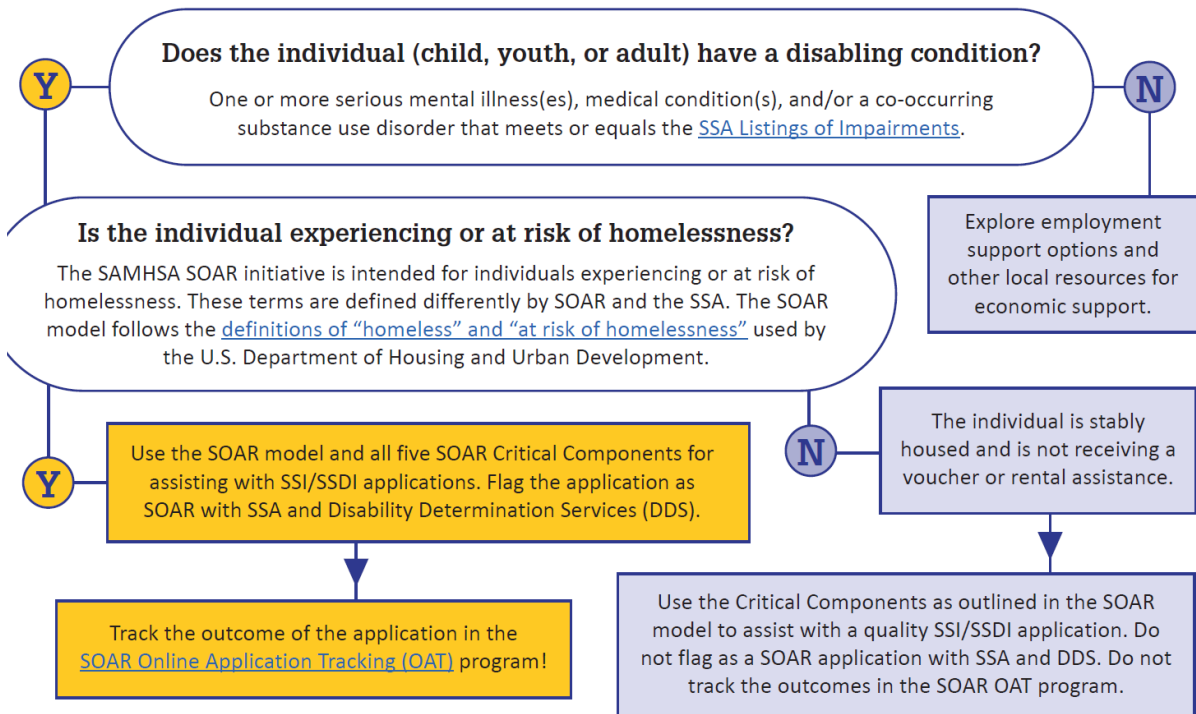 Does the individual (child, youth, or adult) have a disabling condition?
Y
One or more serious mental illness(es), medical condition(s), and/or a co-occurring
substance use disorder that meets or equals the SSA Listings of Impairments.
N
Explore employment
support options and
other local resources for
economic support.
Is the individual experiencing or at risk of homelessness?
The SAMHSA SOAR initiative is intended for individuals experiencing or at risk of
homelessness. These terms are defined differently by SOAR and the SSA. The SOAR
model follows the definitions of “homeless” and “at risk of homelessness” used by
the U.S. Department of Housing and Urban Development.
Y
Use the SOAR model and all five SOAR Critical Components for
assisting with SSI/SSDI applications. Flag the application as
SOAR with SSA and Disability Determination Services (DDS).
Track the outcome of the application in the
SOAR Online Application Tracking (OAT) program!
N
The individual is stably
housed and is not receiving a
voucher or rental assistance.
Use the Critical Components as outlined in the SOAR
model to assist with a quality SSI/SSDI application. Do
not flag as a SOAR application with SSA and DDS. Do not
track the outcomes in the SOAR OAT program.